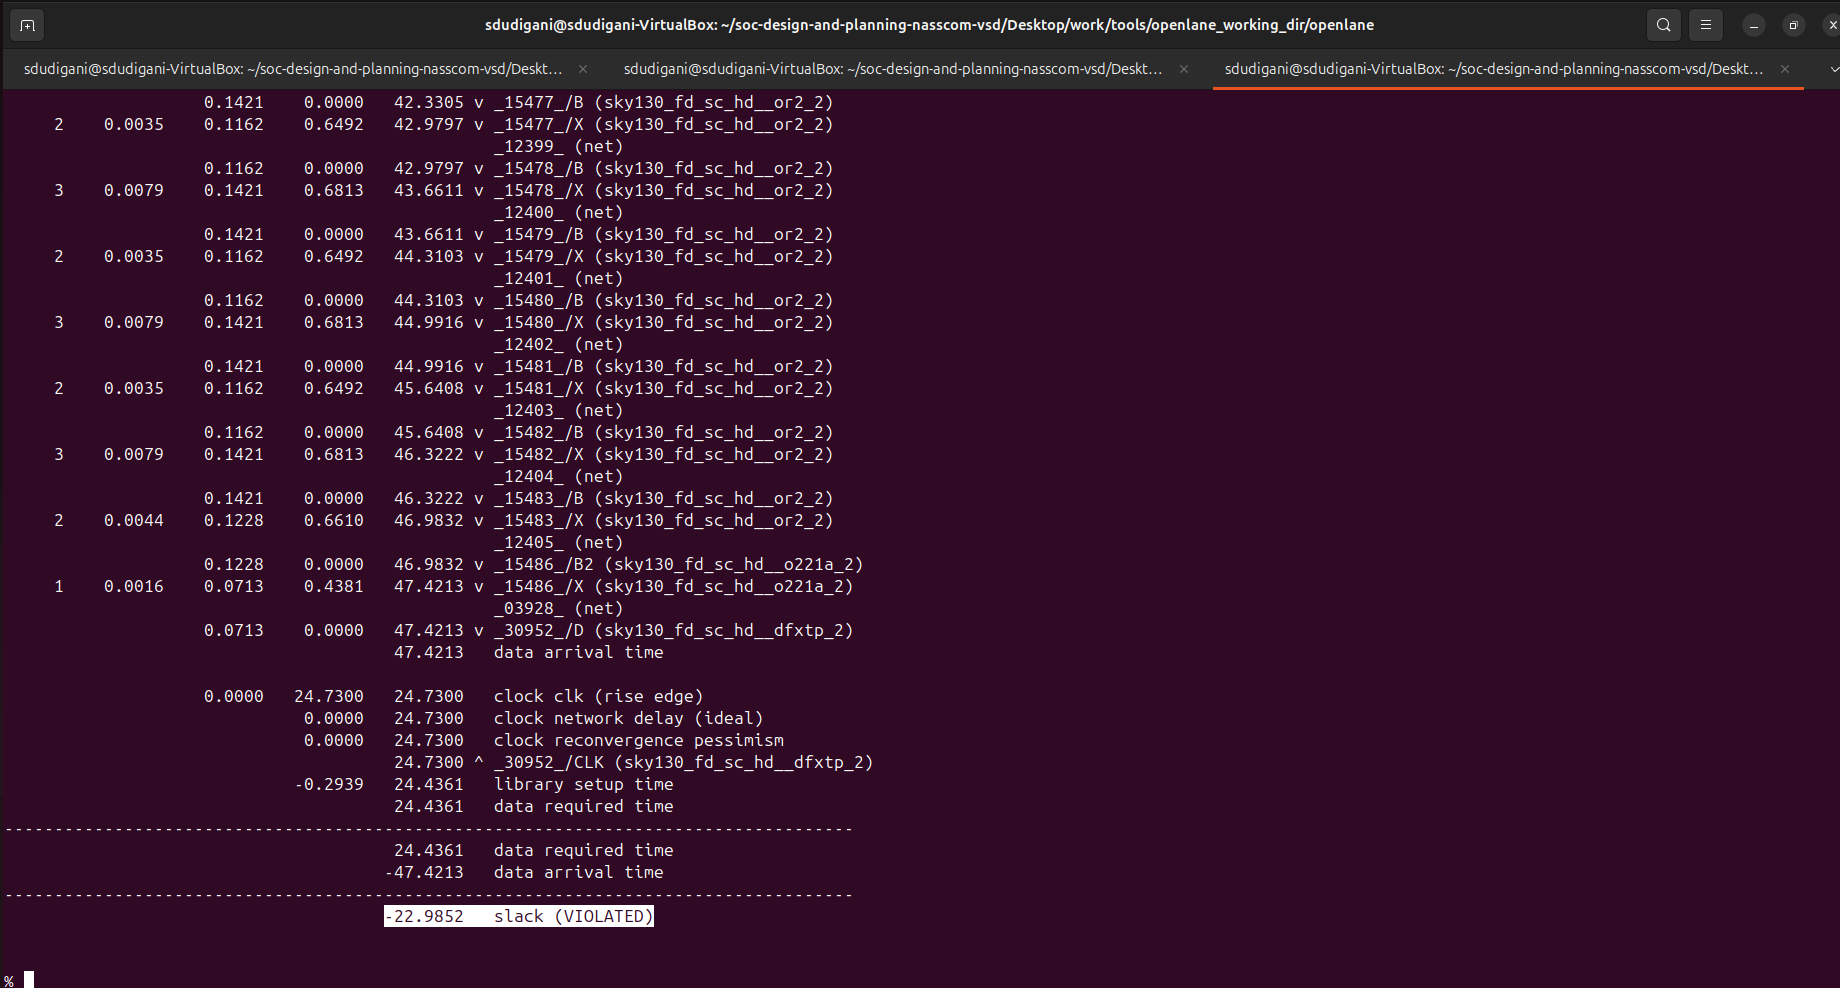 sdudigani@sdudigani-VirtualBox: ~/soc-design-and-planning-nasscom-vsd/Desktop/work/tools/openlane_working_dir/openlane
sdudigani@sdudigani-VirtualBox: ~/soc-design-and-planning-nasscom-vsd/Deskt... × sdudigani@sdudigani-VirtualBox: ~/soc-design-and-planning-nasscom-vsd/Deskt... × sdudigani@sdudigani-VirtualBox: ~/soc-design-and-planning-nasscom-vsd/Deskt... ×
0.1421 0.0000 42.3305 v _15477_/B (sky130_fd_sc_hd__or2_2)
2 0.0035 0.1162 0.6492 42.9797 v _15477_/X (sky130_fd_sc_hd__or2_2)
_12399_ (net)
0.1162 0.0000 42.9797 v _15478_/B (sky130_fd_sc_hd__or2_2)
3 0.0079 0.1421 0.6813 43.6611 v _15478_/X (sky130_fd_sc_hd__or2_2)
_12400_ (net)
0.1421 0.0000 43.6611 v _15479_/B (sky130_fd_sc_hd__or2_2)
2 0.0035 0.1162 0.6492 44.3103 v _15479_/X (sky130_fd_sc_hd__or2_2)
_12401_ (net)
0.1162 0.0000 44.3103 v _15480_/B (sky130_fd_sc_hd__or2_2)
3 0.0079 0.1421 0.6813 44.9916 v _15480_/X (sky130_fd_sc_hd__or2_2)
_12402_ (net)
0.1421 0.0000 44.9916 v _15481_/B (sky130_fd_sc_hd__or2_2)
2 0.0035 0.1162 0.6492 45.6408 v _15481_/X (sky130_fd_sc_hd__or2_2)
_12403_ (net)
0.1162 0.0000 45.6408 v _15482_/B (sky130_fd_sc_hd__or2_2)
3 0.0079 0.1421 0.6813 46.3222 v _15482_/X (sky130_fd_sc_hd__or2_2)
_12404_ (net)
0.1421 0.0000 46.3222 v _15483_/B (sky130_fd_sc_hd__or2_2)
2 0.0044 0.1228 0.6610 46.9832 v _15483_/X (sky130_fd_sc_hd__or2_2)
_12405_ (net)
0.1228 0.0000 46.9832 v _15486_/B2 (sky130_fd_sc_hd__o221a_2)
1 0.0016 0.0713 0.4381 47.4213 v _15486_/X (sky130_fd_sc_hd__o221a_2)
_03928_ (net)
0.0713 0.0000 47.4213 v _30952_/D (sky130_fd_sc_hd__dfxtp_2)
47.4213 data arrival time
0.0000 24.7300 24.7300 clock clk (rise edge)
0.0000 24.7300 clock network delay (ideal)
0.0000 24.7300 clock reconvergence pessimism
24.7300 ^ _30952_/CLK (sky130_fd_sc_hd__dfxtp_2)
-0.2939 24.4361 library setup time
24.4361 data required time
-------------------------------------------------------------------------------------
24.4361 data required time
-47.4213 data arrival time
-------------------------------------------------------------------------------------
-22.9852 slack (VIOLATED)
%